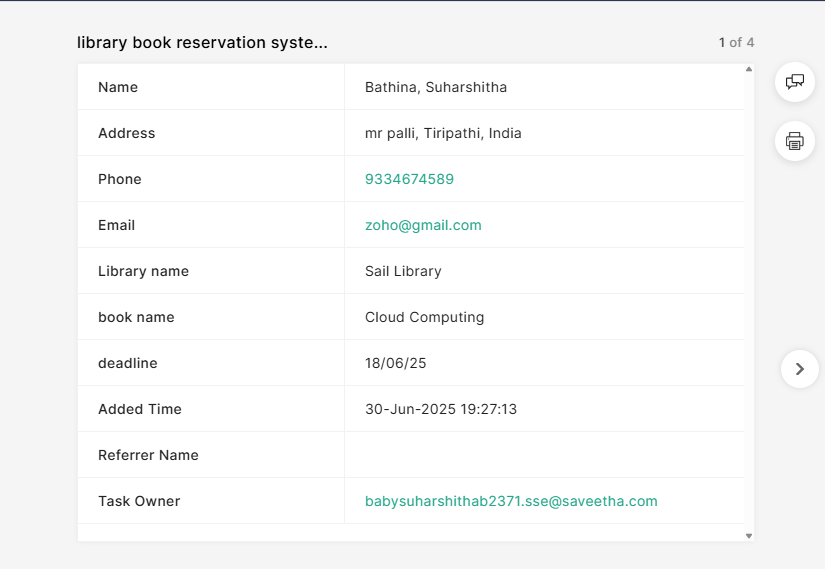 library book reservation syste...
1 of 4
Name Bathina, Suharshitha
Address mr palli, Tiripathi, India
Phone 9334674589
Email zoho@gmail.com
Library name Sail Library
book name Cloud Computing
deadline 18/06/25
Added Time 30-Jun-2025 19:27:13
Referrer Name
Task Owner babysuharshithab2371.sse@saveetha.com